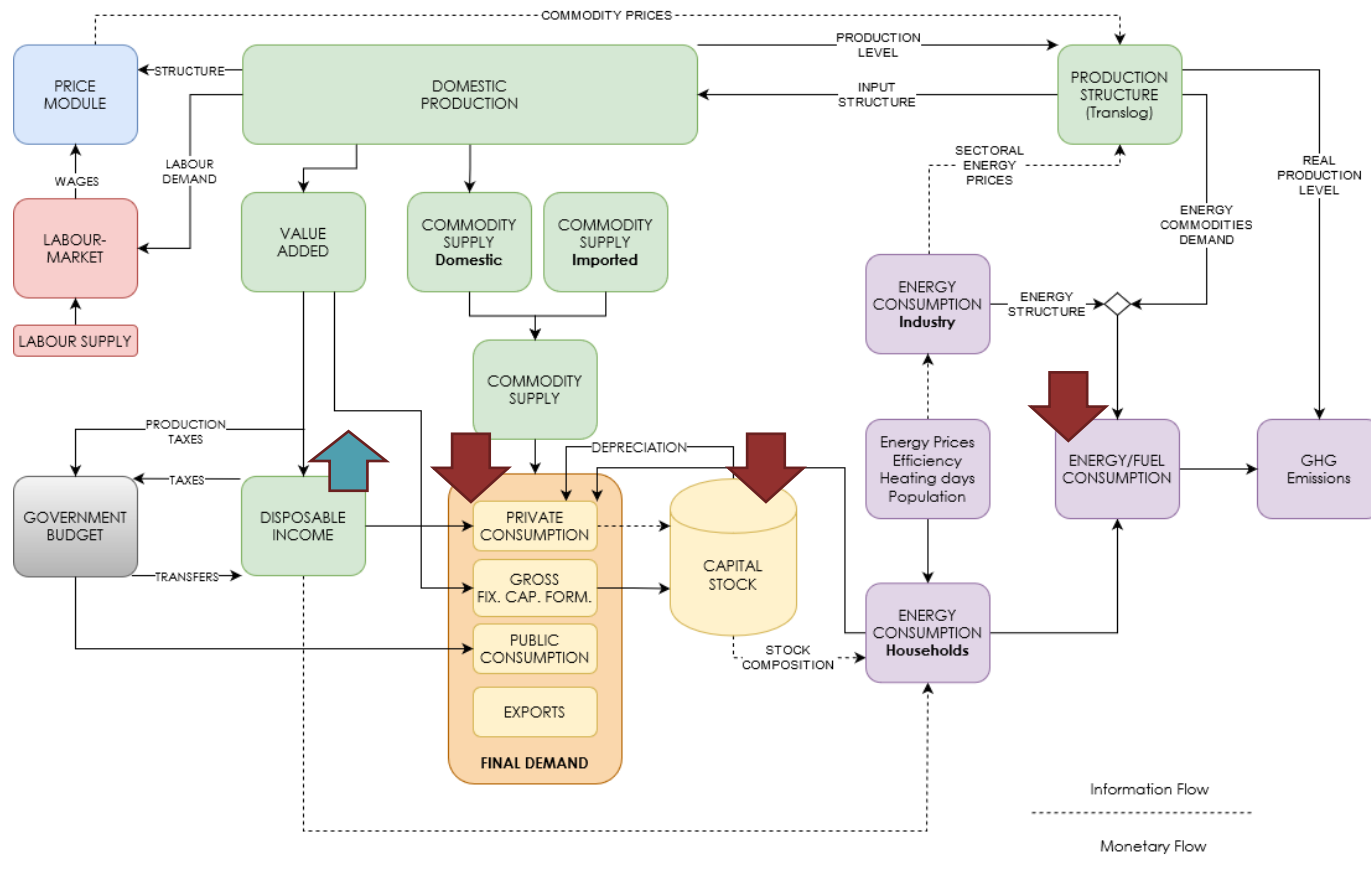 COMMODITY PRICES
PRICE
MODULE
STRUCTURE
DOMESTIC
PRODUCTION
PRODUCTION
LEVEL
INPUT
STRUCTURE
PRODUCTION
STRUCTURE
(Translog)
WAGES
LABOUR
DEMAND
SECTORAL
ENERGY
PRICES
REAL
PRODUCTION
LEVEL
LABOUR-
MARKET
VALUE
ADDED
COMMODITY
SUPPLY
Domestic
COMMODITY
SUPPLY
Imported
ENERGY
COMMODITIES
DEMAND
ENERGY
CONSUMPTION
Industry
ENERGY
STRUCTURE
LABOUR SUPPLY
COMMODITY
SUPPLY
PRODUCTION
TAXES
DEPRECIATION
Energy Prices
Efficiency
Heating days
Population
ENERGY/FUEL
CONSUMPTION
GHG
Emissions
TAXES
GOVERNMENT
BUDGET
DISPOSABLE
INCOME
TRANSFERS
PRIVATE
CONSUMPTION
GROSS
FIX. CAP. FORM.
PUBLIC
CONSUMPTION
EXPORTS
FINAL DEMAND
CAPITAL
STOCK
STOCK
COMPOSITION
ENERGY
CONSUMPTION
Households
Information Flow
Monetary Flow